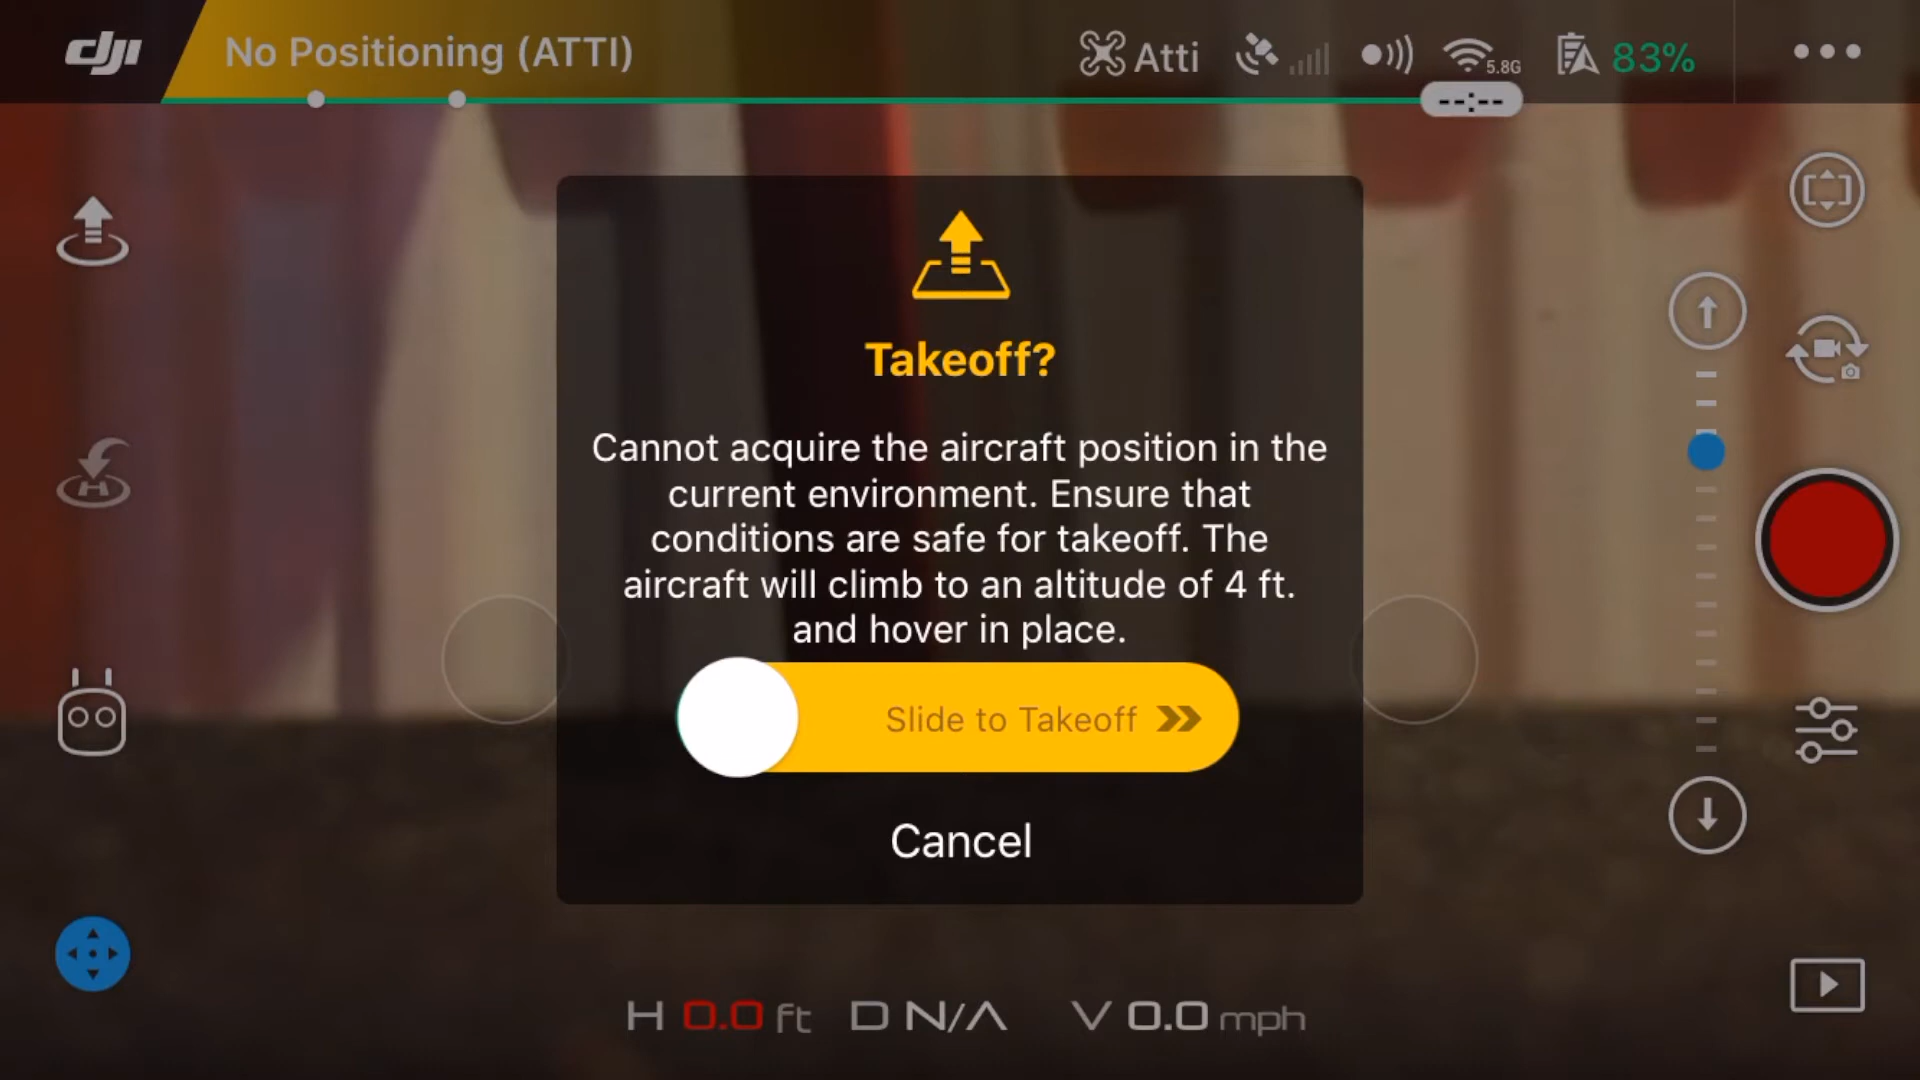 dji
No Positioning (ATTI)
Atti
5.8G
83%
--:--
Takeoff?
Cannot acquire the aircraft position in the
current environment. Ensure that
conditions are safe for takeoff. The
aircraft will climb to an altitude of 4 ft.
and hover in place.
Slide to Takeoff
Cancel
H 0.0 ft D N/A V 0.0 mph